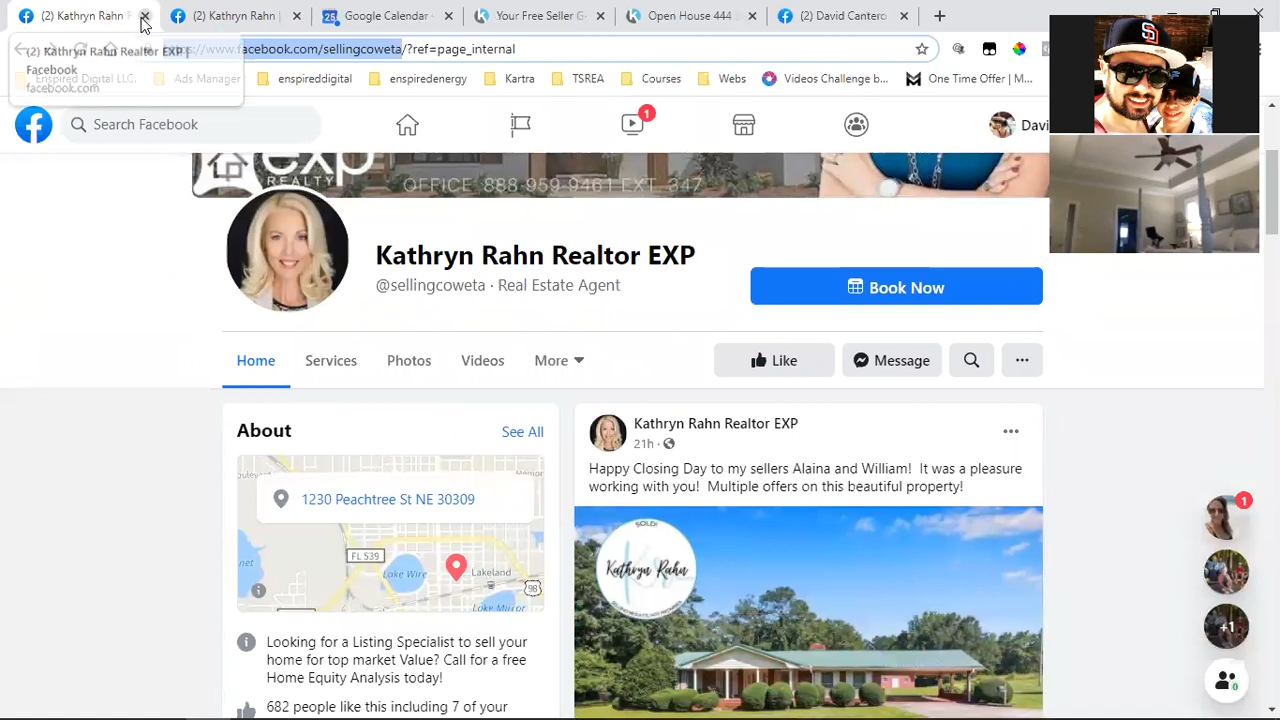 (2) Kathryn Rahn R
(2) Kathryn Rahn
Google Calendar -
Your Free Seller G
Open House 444
(2) David Cantero
(2) Kathryn Rahn Realtor EXP |
Facebook
facebook.com
facebook.com/sellingcoweta/?ref=page_internal
Enspired Digital LLC.
Ads Manager
enspireddigital
TSREA
Courses
Webs
Videos Challenge b...
One Time Offer | M...
Search Facebook
1
exp
REALTY
OFFICE: 888-959-9461 EXT. 347
Kathryn Rahn Realtor EXP
@sellingcoweta · Real Estate Agent
Book Now
Home
Services
Photos
Videos
More
Like
Message
About
See All
1230 Peachtree St NE 30309
FL 539
Lake Wire
Lakeland
98
Lake Mirror
Looking for a Listing Specialist to sell your
home for top market Value? Call for a free
Home Equity Analysis today!
682 people like this including 7 of your
Kathryn Rahn Realtor EXP
21h ·
Happy Closing Day to my sellers Alaina and William! It was a pleasure
working with you! Multiple offers on this beautiful property!
SOLD!
Kathryn Rahn
1
+1
0